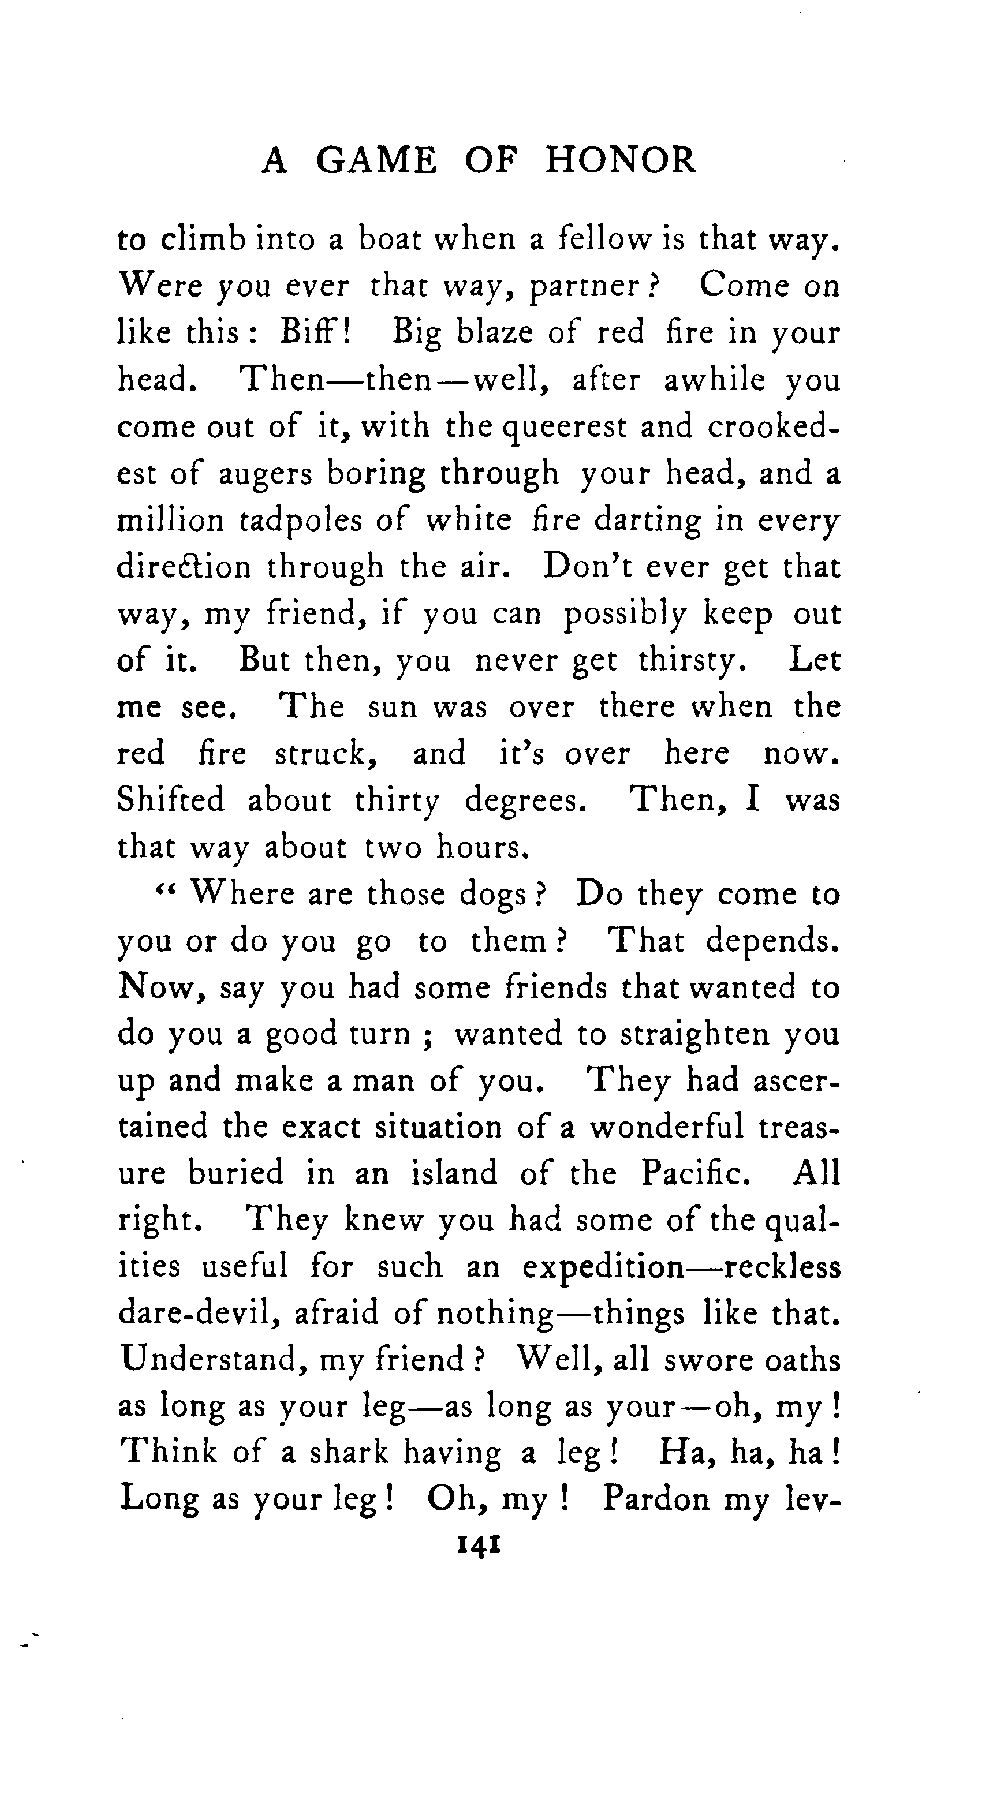 A GAME OF HONOR
to climb into a boat when a fellow is that way.
Were you ever that way, partner? Come on
like this: Biff! Big blaze of red fire in your
head. Then—then—well, after awhile you
come out of it, with the queerest and crooked-
est of augers boring through your head, and a
million tadpoles of white fire darting in every
direction through the air. Don't ever get that
way, my friend, if you can possibly keep out
of it. But then, you never get thirsty. Let
me see. The sun was over there when the
red fire struck, and it's over here now.
Shifted about thirty degrees. Then, I was
that way about two hours.
“Where are those dogs? Do they come to
you or do you go to them? That depends.
Now, say you had some friends that wanted to
do you a good turn; wanted to straighten you
up and make a man of you. They had ascer-
tained the exact situation of a wonderful treas-
ure buried in an island of the Pacific. All
right. They knew you had some of the qual-
ities useful for such an expedition—reckless
dare-devil, afraid of nothing—things like that.
Understand, my friend? Well, all swore oaths
as long as your leg—as long as your—oh, my!
Think of a shark having a leg! Ha, ha, ha!
Long as your leg! Oh, my! Pardon my lev-
141